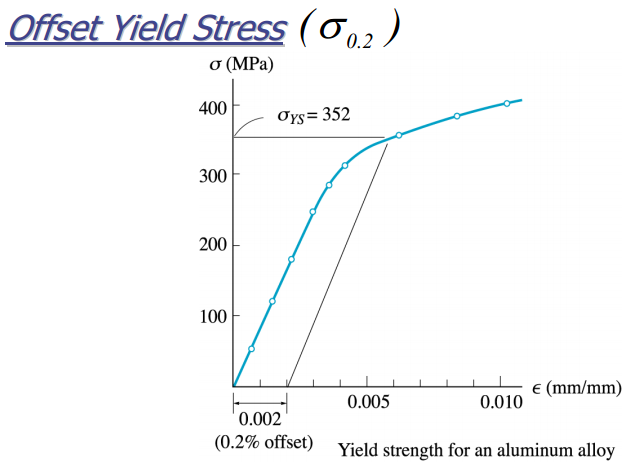 Offset Yield Stress (σ0.2)
σ (MPa)
400
σYS = 352
300
200
100
ϵ (mm/mm)
0.005
0.010
0.002
(0.2% offset)
Yield strength for an aluminum alloy